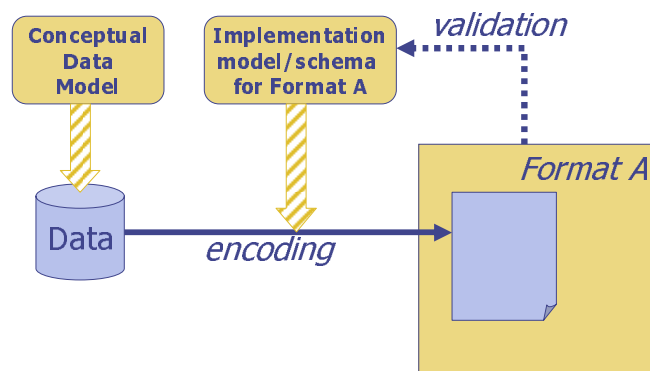 Conceptual
Data
Model
Implementation
model/schema
for Format A
validation
Format A
Data
encoding